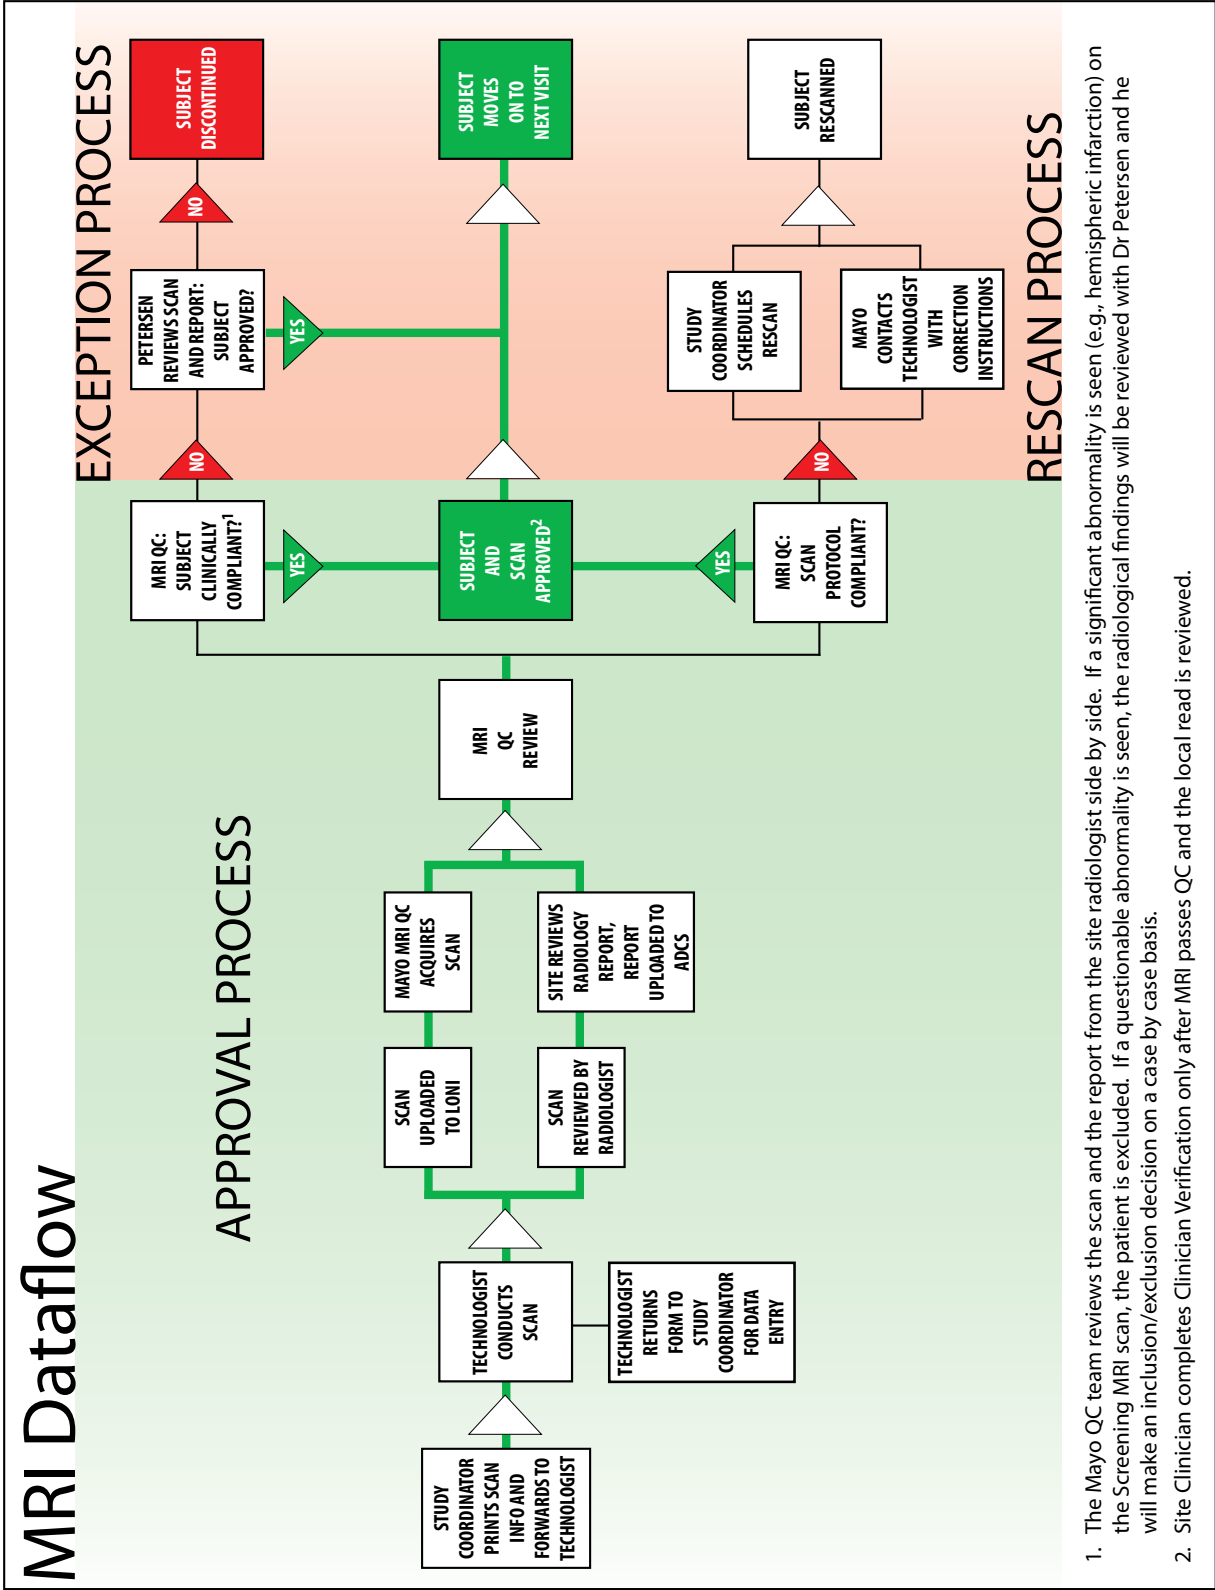 MRI Dataflow
APPROVAL PROCESS
EXCEPTION PROCESS
STUDY
COORDINATOR
PRINTS SCAN
INFO AND
FORWARDS TO
TECHNOLOGIST
TECHNOLOGIST
CONDUCTS
SCAN
TECHNOLOGIST
RETURNS
FORM TO
STUDY
COORDINATOR
FOR DATA
ENTRY
SCAN
UPLOADED
TO LONI
MAYO MRI QC
ACQUIRES
SCAN
SCAN
REVIEWED BY
RADIOLOGIST
SITE REVIEWS
RADIOLOGY
REPORT,
REPORT
UPLOADED TO
ADCS
MRI
QC
REVIEW
MRI QC:
SUBJECT
CLINICALLY
COMPLIANT?1
NO
YES
PETERSEN
REVIEWS SCAN
AND REPORT:
SUBJECT
APPROVED?
NO
YES
SUBJECT
DISCONTINUED
SUBJECT
AND
SCAN
APPROVED2
SUBJECT
MOVES
ON TO
NEXT VISIT
YES
MRI QC:
SCAN
PROTOCOL
COMPLIANT?
NO
STUDY
COORDINATOR
SCHEDULES
RESCAN
MAYO
CONTACTS
TECHNOLOGIST
WITH
CORRECTION
INSTRUCTIONS
SUBJECT
RESCANNED
RESCAN PROCESS
1. The Mayo QC team reviews the scan and the report from the site radiologist side by side. If a significant abnormality is seen (e.g., hemispheric infarction) on
the Screening MRI scan, the patient is excluded. If a questionable abnormality is seen, the radiological findings will be reviewed with Dr Petersen and he
will make an inclusion/exclusion decision on a case by case basis.
2. Site Clinician completes Clinician Verification only after MRI passes QC and the local read is reviewed.